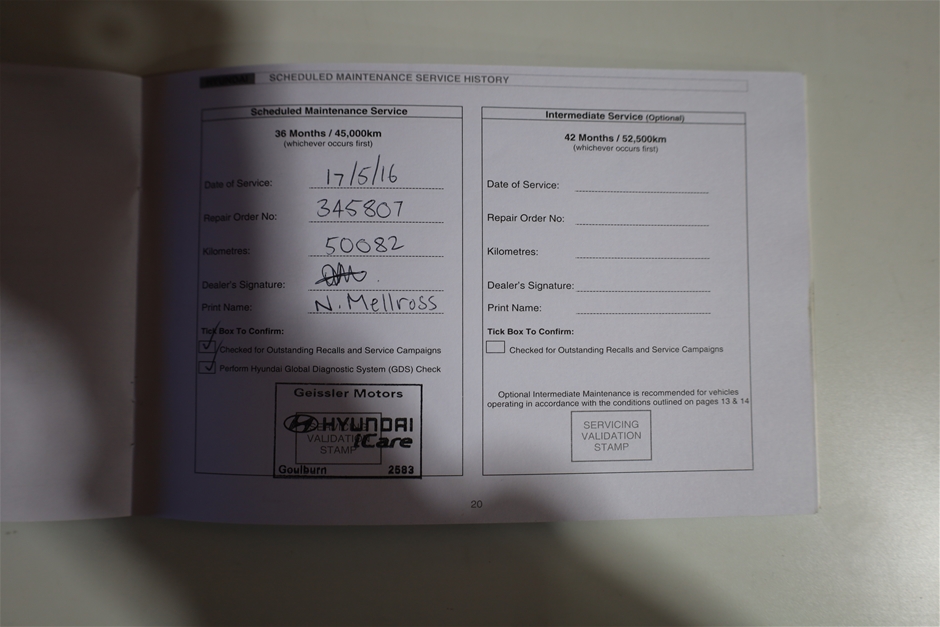 SCHEDULED MAINTENANCE SERVICE HISTORY
Scheduled Maintenance Service
36 Months / 45,000km
(whichever occurs first)
Date of Service: 17/5/16
Repair Order No: 345807
Kilometres: 50082
Dealer's Signature:
Print Name: N. Mellross
Tick Box To Confirm:
Checked for Outstanding Recalls and Service Campaigns
Perform Hyundai Global Diagnostic System (GDS) Check
Geissler Motors
HYUNDAI
iCare
SERVICING
VALIDATION
STAMP
Goulburn 2583
Intermediate Service (Optional)
42 Months / 52,500km
(whichever occurs first)
Date of Service:
Repair Order No:
Kilometres:
Dealer's Signature:
Print Name:
Tick Box To Confirm:
Checked for Outstanding Recalls and Service Campaigns
Optional Intermediate Maintenance is recommended for vehicles
operating in accordance with the conditions outlined on pages 13 & 14
SERVICING
VALIDATION
STAMP
20